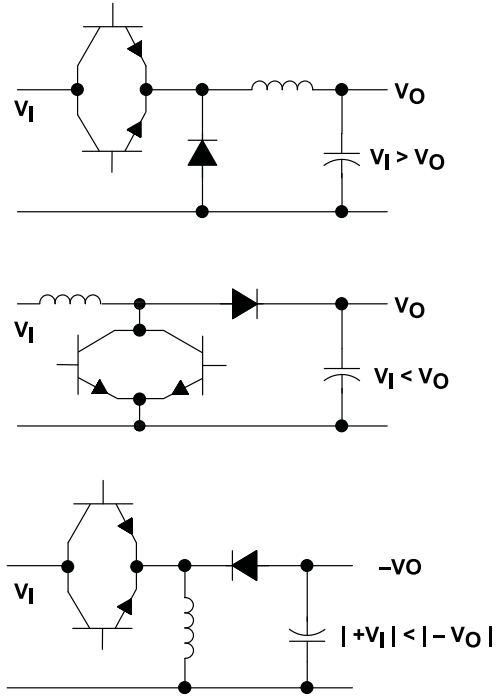 VI
VO
VI > VO
VI
VO
VI < VO
VI
–VO
| +VI | < | – VO |